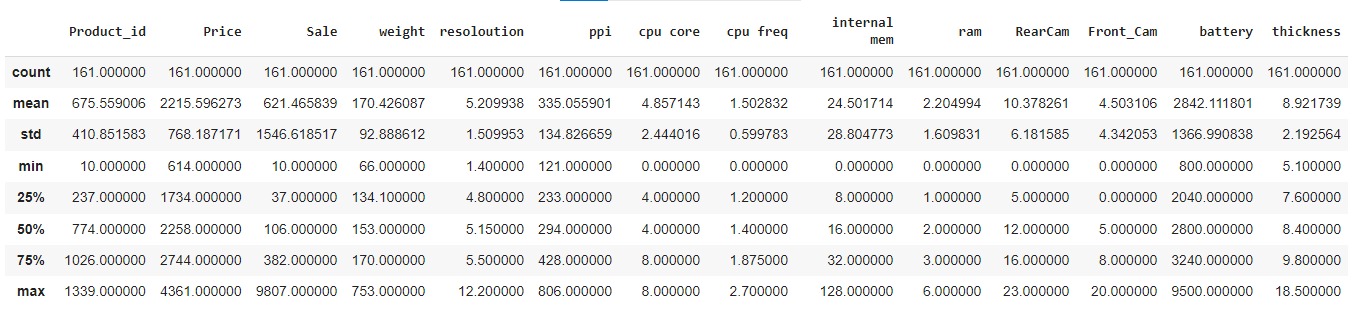 Product_id Price Sale weight resoloution ppi cpu core cpu freq internal mem ram RearCam Front_Cam battery thickness
count 161.000000 161.000000 161.000000 161.000000 161.000000 161.000000 161.000000 161.000000 161.000000 161.000000 161.000000 161.000000 161.000000 161.000000
mean 675.559006 2215.596273 621.465839 170.426087 5.209938 335.055901 4.857143 1.502832 24.501714 2.204994 10.378261 4.503106 2842.111801 8.921739
std 410.851583 768.187171 1546.618517 92.888612 1.509953 134.826659 2.444016 0.599783 28.804773 1.609831 6.181585 4.342053 1366.990838 2.192564
min 10.000000 614.000000 10.000000 66.000000 1.400000 121.000000 0.000000 0.000000 0.000000 0.000000 0.000000 0.000000 800.000000 5.100000
25% 237.000000 1734.000000 37.000000 134.100000 4.800000 233.000000 4.000000 1.200000 8.000000 1.000000 5.000000 0.000000 2040.000000 7.600000
50% 774.000000 2258.000000 106.000000 153.000000 5.150000 294.000000 4.000000 1.400000 16.000000 2.000000 12.000000 5.000000 2800.000000 8.400000
75% 1026.000000 2744.000000 382.000000 170.000000 5.500000 428.000000 8.000000 1.875000 32.000000 3.000000 16.000000 8.000000 3240.000000 9.800000
max 1339.000000 4361.000000 9807.000000 753.000000 12.200000 806.000000 8.000000 2.700000 128.000000 6.000000 23.000000 20.000000 9500.000000 18.500000